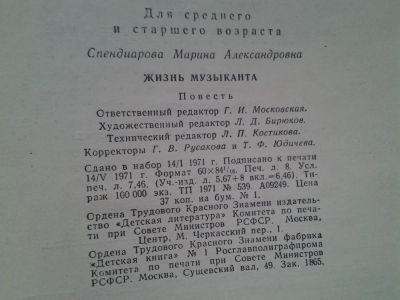 Для среднего
и старшего возраста
Спендиарова Марина Александровна
ЖИЗНЬ МУЗЫКАНТА
Повесть
Ответственный редактор Г. И. Московская.
Художественный редактор Л. Д. Бирюков.
Технический редактор Л. П. Костикова.
Корректоры Г. В. Русакова и Т. Ф. Юдичева.
Сдано в набор 14/I 1971 г. Подписано к печати
14/V 1971 г. Формат 60×84 1/16. Печ. л. 8. Усл.
печ. л. 7,46. (Уч.-изд. л. 5,67+8 вкл.=6,46). Ти-
раж 100 000 экз. ТП 1971 № 539. А09249. Цена
37 коп. на бум. № 1.
Ордена Трудового Красного Знамени издатель-
ство «Детская литература» Комитета по печа-
ти при Совете Министров РСФСР. Москва,
Центр, М. Черкасский пер., 1.
Ордена Трудового Красного Знамени фабрика
«Детская книга» № 1 Росглавполиграфпрома
Комитета по печати при Совете Министров
РСФСР. Москва, Сущевский вал, 49. Зак. 1865,